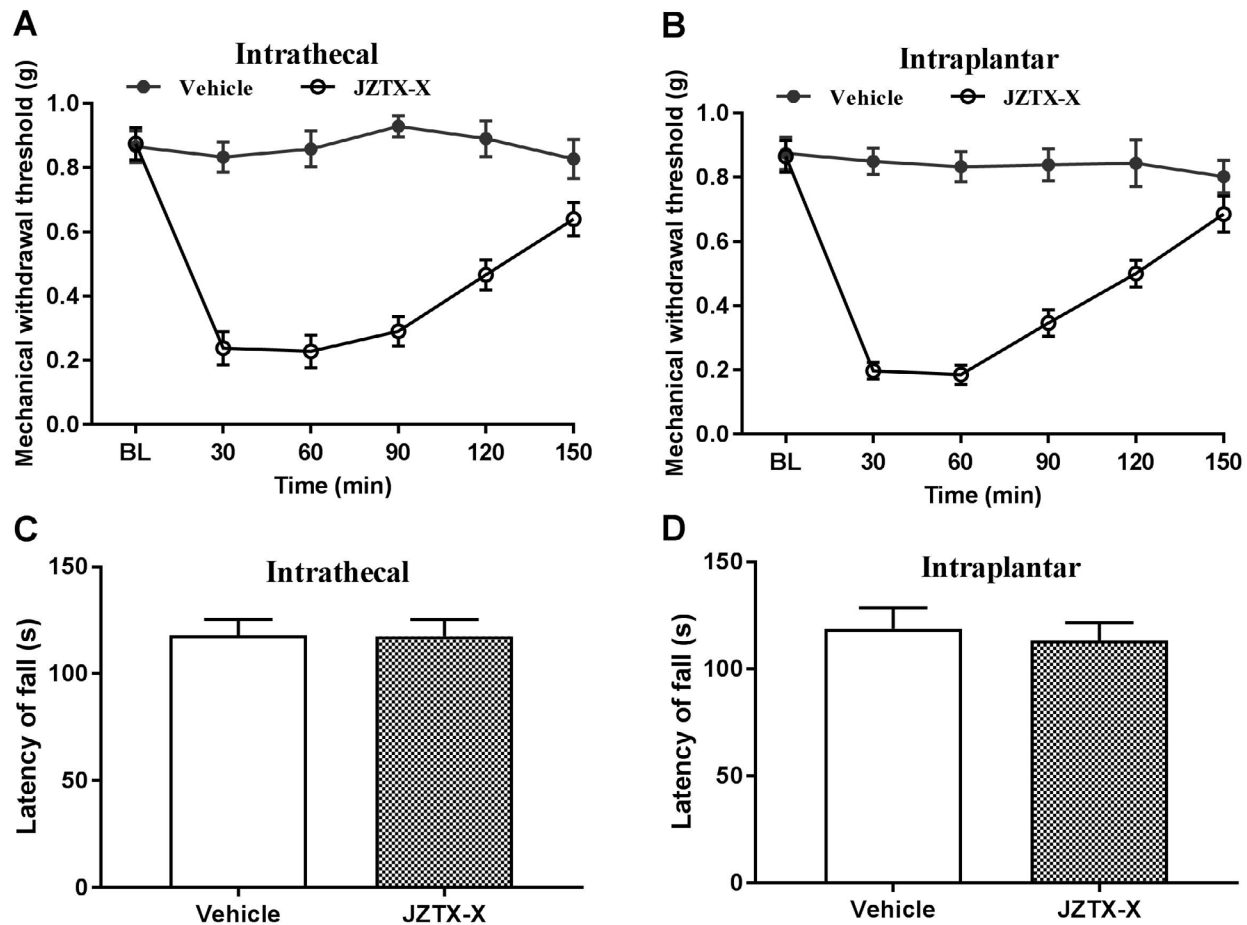 A
Intrathecal
Vehicle JZTX-X
Mechanical withdrawal threshold (g)
1.0
0.8
0.6
0.4
0.2
0.0
BL 30 60 90 120 150
Time (min)
B
Intraplantar
Vehicle JZTX-X
Mechanical withdrawal threshold (g)
1.0
0.8
0.6
0.4
0.2
0.0
BL 30 60 90 120 150
Time (min)
C
Intrathecal
Latency of fall (s)
150
100
50
0
Vehicle JZTX-X
D
Intraplantar
Latency of fall (s)
150
100
50
0
Vehicle JZTX-X